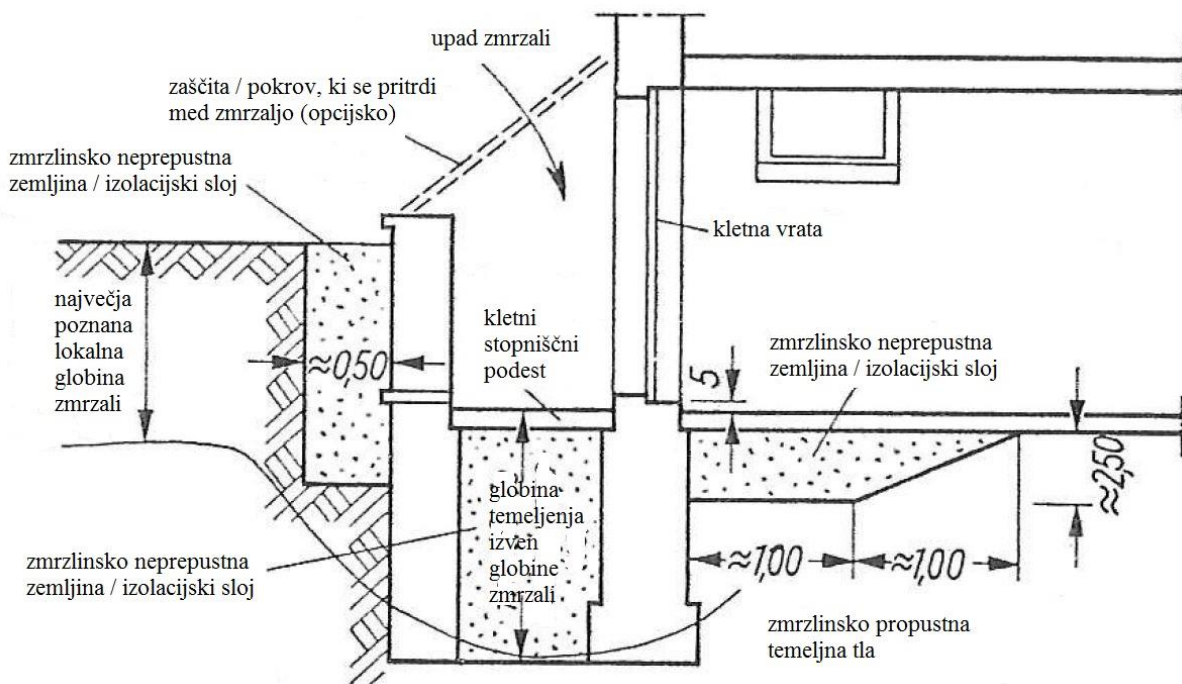 upad zmrzali
zaščita / pokrov, ki se pritrdi
med zmrzaljo (opcijsko)
zmrzlinsko neprepustna
zemljina / izolacijski sloj
kletna vrata
največja
poznana
lokalna
globina
zmrzali
≈0,50
kletni
stopniščni
podest
5
zmrzlinsko neprepustna
zemljina / izolacijski sloj
≈2,50
globina
temeljenja
izven
globine
zmrzali
zmrzlinsko neprepustna
zemljina / izolacijski sloj
≈1,00
≈1,00
zmrzlinsko propustna
temeljna tla